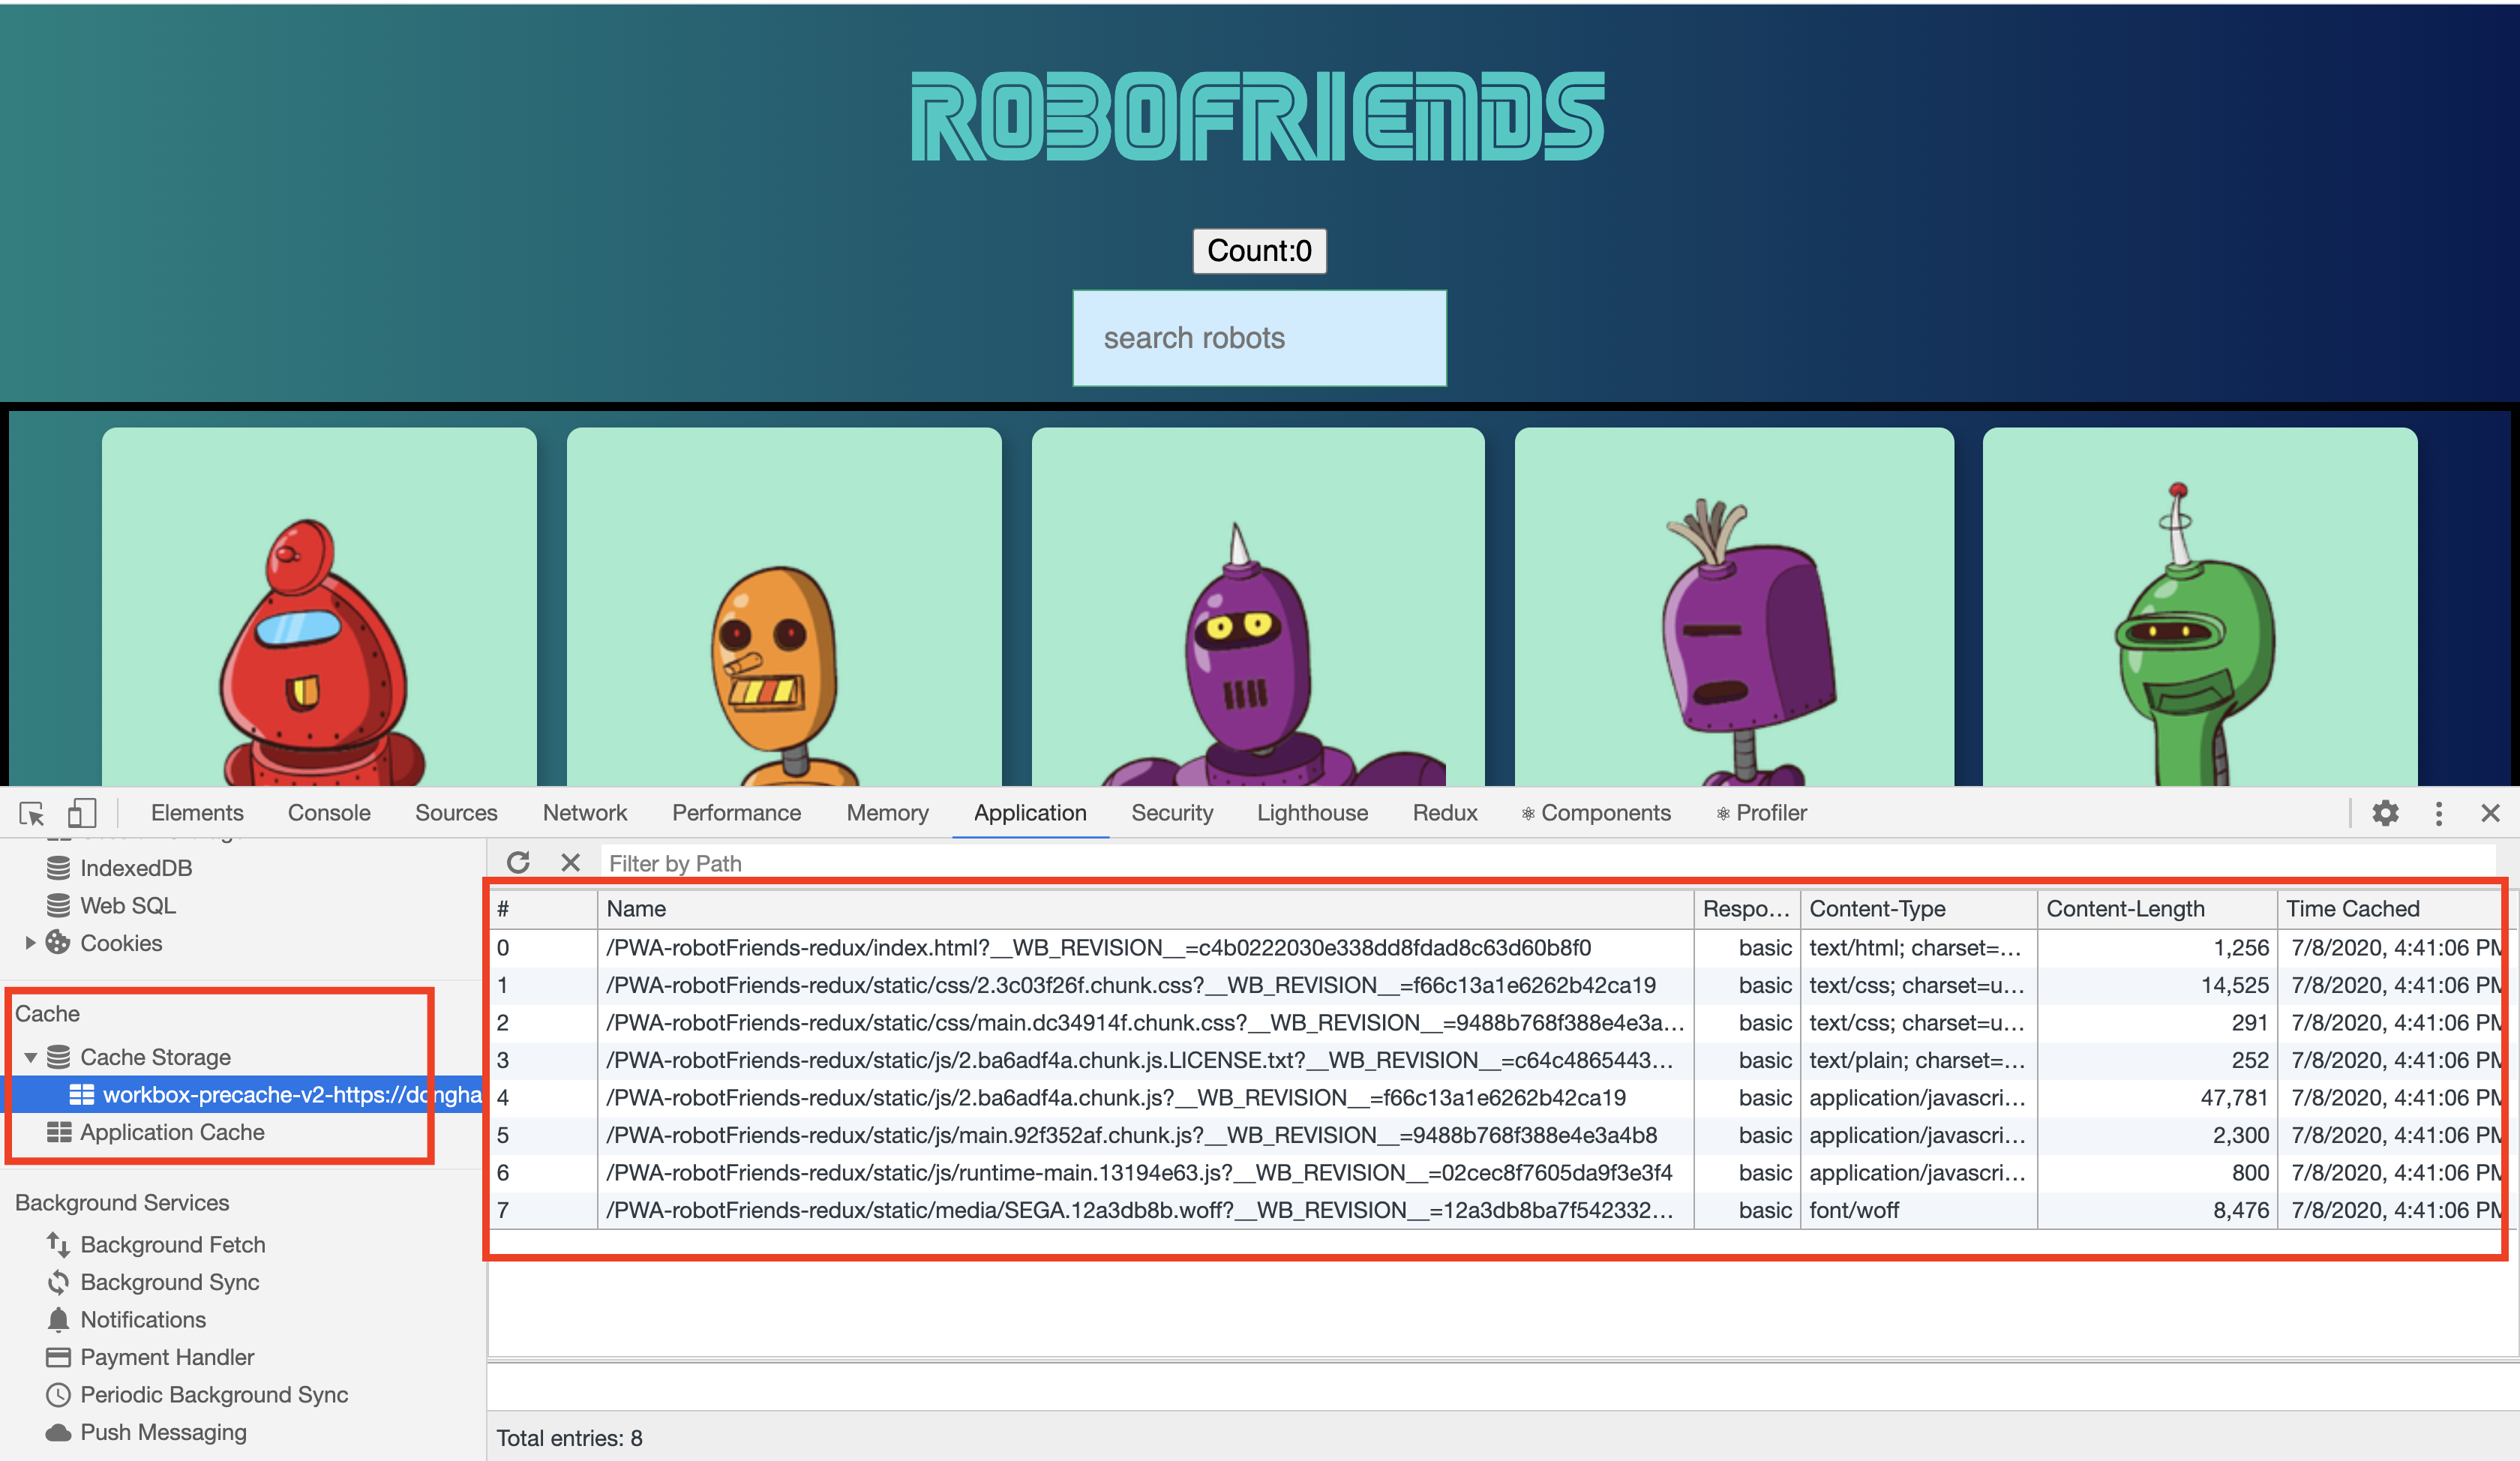 ROBOFRIENDS
Count:0
search robots
Elements Console Sources Network Performance Memory Application Security Lighthouse Redux Components Profiler
IndexedDB
Web SQL
Cookies
Cache
Cache Storage
workbox-precache-v2-https://dongha
Application Cache
Background Services
Background Fetch
Background Sync
Notifications
Payment Handler
Periodic Background Sync
Push Messaging
Filter by Path
# Name Respo... Content-Type Content-Length Time Cached
0 /PWA-robotFriends-redux/index.html?__WB_REVISION__=c4b0222030e338dd8fdad8c63d60b8f0 basic text/html; charset=... 1,256 7/8/2020, 4:41:06 PM
1 /PWA-robotFriends-redux/static/css/2.3c03f26f.chunk.css?__WB_REVISION__=f66c13a1e6262b42ca19 basic text/css; charset=u... 14,525 7/8/2020, 4:41:06 PM
2 /PWA-robotFriends-redux/static/css/main.dc34914f.chunk.css?__WB_REVISION__=9488b768f388e4e3a... basic text/css; charset=u... 291 7/8/2020, 4:41:06 PM
3 /PWA-robotFriends-redux/static/js/2.ba6adf4a.chunk.js.LICENSE.txt?__WB_REVISION__=c64c4865443... basic text/plain; charset=... 252 7/8/2020, 4:41:06 PM
4 /PWA-robotFriends-redux/static/js/2.ba6adf4a.chunk.js?__WB_REVISION__=f66c13a1e6262b42ca19 basic application/javascri... 47,781 7/8/2020, 4:41:06 PM
5 /PWA-robotFriends-redux/static/js/main.92f352af.chunk.js?__WB_REVISION__=9488b768f388e4e3a4b8 basic application/javascri... 2,300 7/8/2020, 4:41:06 PM
6 /PWA-robotFriends-redux/static/js/runtime-main.13194e63.js?__WB_REVISION__=02cec8f7605da9f3e3f4 basic application/javascri... 800 7/8/2020, 4:41:06 PM
7 /PWA-robotFriends-redux/static/media/SEGA.12a3db8b.woff?__WB_REVISION__=12a3db8ba7f542332... basic font/woff 8,476 7/8/2020, 4:41:06 PM
Total entries: 8